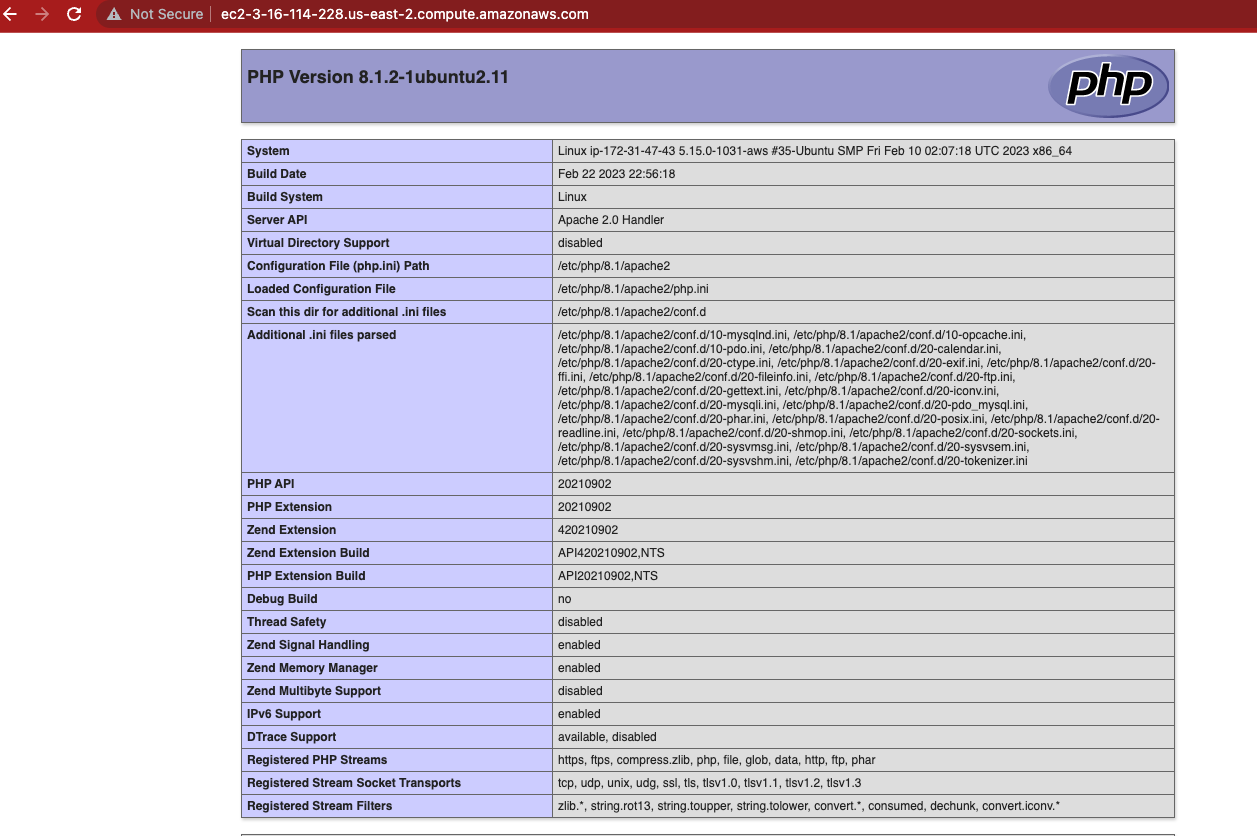 Not Secure ec2-3-16-114-228.us-east-2.compute.amazonaws.com
PHP Version 8.1.2-1ubuntu2.11
php
System Linux ip-172-31-47-43 5.15.0-1031-aws #35-Ubuntu SMP Fri Feb 10 02:07:18 UTC 2023 x86_64
Build Date Feb 22 2023 22:56:18
Build System Linux
Server API Apache 2.0 Handler
Virtual Directory Support disabled
Configuration File (php.ini) Path /etc/php/8.1/apache2
Loaded Configuration File /etc/php/8.1/apache2/php.ini
Scan this dir for additional .ini files /etc/php/8.1/apache2/conf.d
Additional .ini files parsed /etc/php/8.1/apache2/conf.d/10-mysqlnd.ini, /etc/php/8.1/apache2/conf.d/10-opcache.ini,
/etc/php/8.1/apache2/conf.d/10-pdo.ini, /etc/php/8.1/apache2/conf.d/20-calendar.ini,
/etc/php/8.1/apache2/conf.d/20-ctype.ini, /etc/php/8.1/apache2/conf.d/20-exif.ini, /etc/php/8.1/apache2/conf.d/20-
ffi.ini, /etc/php/8.1/apache2/conf.d/20-fileinfo.ini, /etc/php/8.1/apache2/conf.d/20-ftp.ini,
/etc/php/8.1/apache2/conf.d/20-gettext.ini, /etc/php/8.1/apache2/conf.d/20-iconv.ini,
/etc/php/8.1/apache2/conf.d/20-mysqli.ini, /etc/php/8.1/apache2/conf.d/20-pdo_mysql.ini,
/etc/php/8.1/apache2/conf.d/20-phar.ini, /etc/php/8.1/apache2/conf.d/20-posix.ini, /etc/php/8.1/apache2/conf.d/20-
readline.ini, /etc/php/8.1/apache2/conf.d/20-shmop.ini, /etc/php/8.1/apache2/conf.d/20-sockets.ini,
/etc/php/8.1/apache2/conf.d/20-sysvmsg.ini, /etc/php/8.1/apache2/conf.d/20-sysvsem.ini,
/etc/php/8.1/apache2/conf.d/20-sysvshm.ini, /etc/php/8.1/apache2/conf.d/20-tokenizer.ini
PHP API 20210902
PHP Extension 20210902
Zend Extension 420210902
Zend Extension Build API420210902,NTS
PHP Extension Build API20210902,NTS
Debug Build no
Thread Safety disabled
Zend Signal Handling enabled
Zend Memory Manager enabled
Zend Multibyte Support disabled
IPv6 Support enabled
DTrace Support available, disabled
Registered PHP Streams https, ftps, compress.zlib, php, file, glob, data, http, ftp, phar
Registered Stream Socket Transports tcp, udp, unix, udg, ssl, tls, tlsv1.0, tlsv1.1, tlsv1.2, tlsv1.3
Registered Stream Filters zlib.*, string.rot13, string.toupper, string.tolower, convert.*, consumed, dechunk, convert.iconv.*